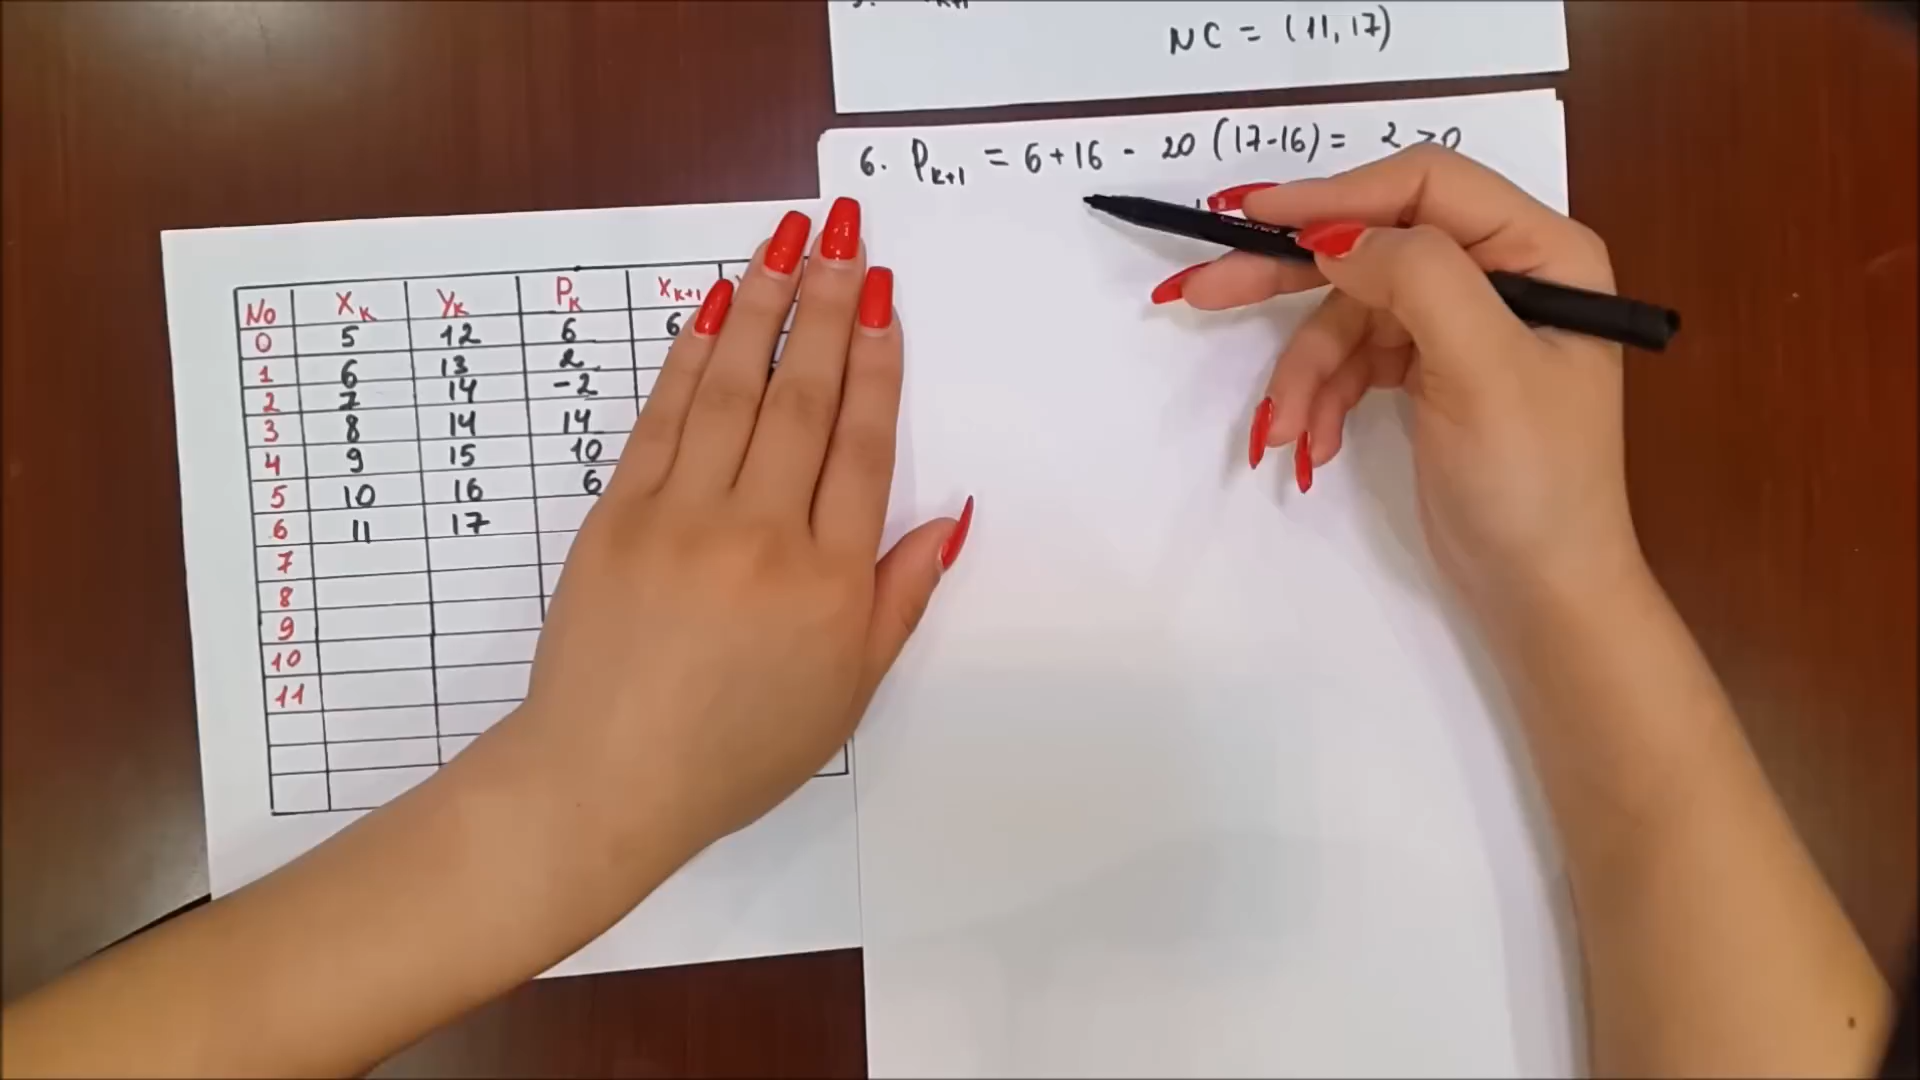 NC = (11,17)
6. Pk+1 = 6+16 - 20 (17-16) = 2 >0
No Xk Yk Pk Xk+1
0 5 12 6 6
1 6 13 2
2 7 14 -2
3 8 14 14
4 9 15 10
5 10 16 6
6 11 17
7
8
9
10
11